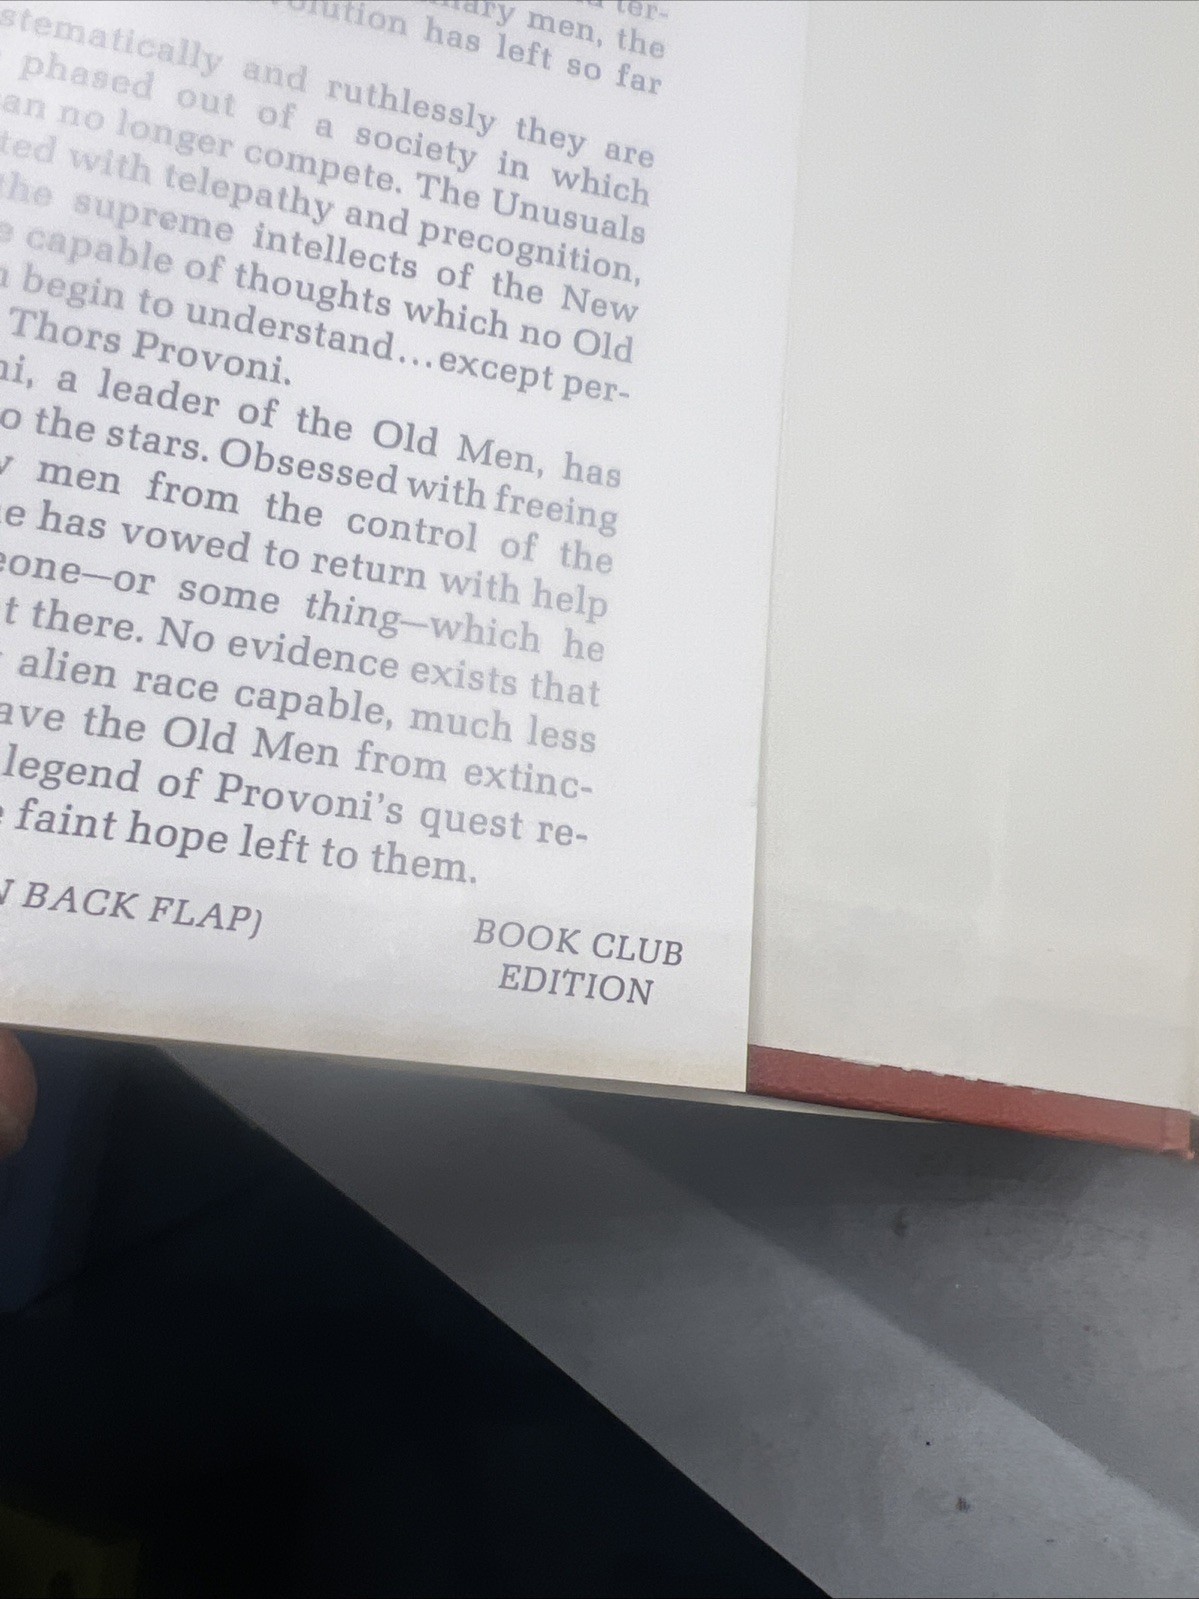 ter-
men, the
has left so far
and ruthlessly they are
phased out of a society in which
an no longer compete. The Unusuals
ted with telepathy and precognition,
the supreme intellects of the New
e capable of thoughts which no Old
n begin to understand...except per-
Thors Provoni.
ni, a leader of the Old Men, has
o the stars. Obsessed with freeing
y men from the control of the
e has vowed to return with help
eone—or some thing—which he
t there. No evidence exists that
alien race capable, much less
ave the Old Men from extinc-
legend of Provoni's quest re-
e faint hope left to them.
N BACK FLAP)
BOOK CLUB
EDITION